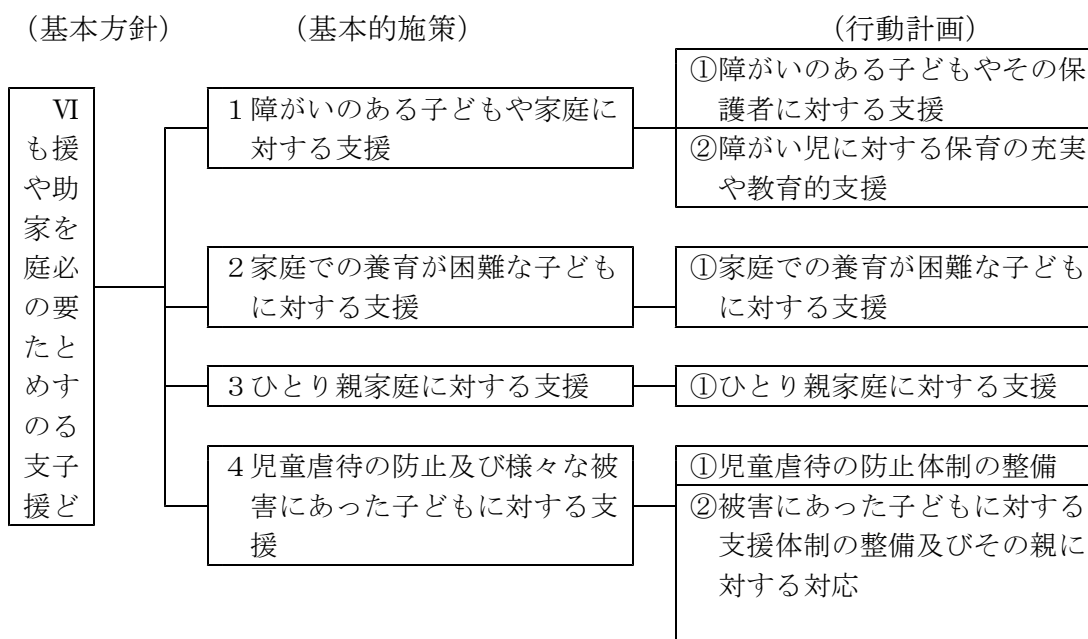 （基本方針）
（基本的施策）
（行動計画）
Ⅵ援助を必要とする子ど
もや家庭のための支援
１障がいのある子どもや家庭に
対する支援
①障がいのある子どもやその保
護者に対する支援
②障がい児に対する保育の充実
や教育的支援
２家庭での養育が困難な子ども
に対する支援
①家庭での養育が困難な子ども
に対する支援
３ひとり親家庭に対する支援
①ひとり親家庭に対する支援
４児童虐待の防止及び様々な被
害にあった子どもに対する支
援
①児童虐待の防止体制の整備
②被害にあった子どもに対する
支援体制の整備及びその親に
対する対応